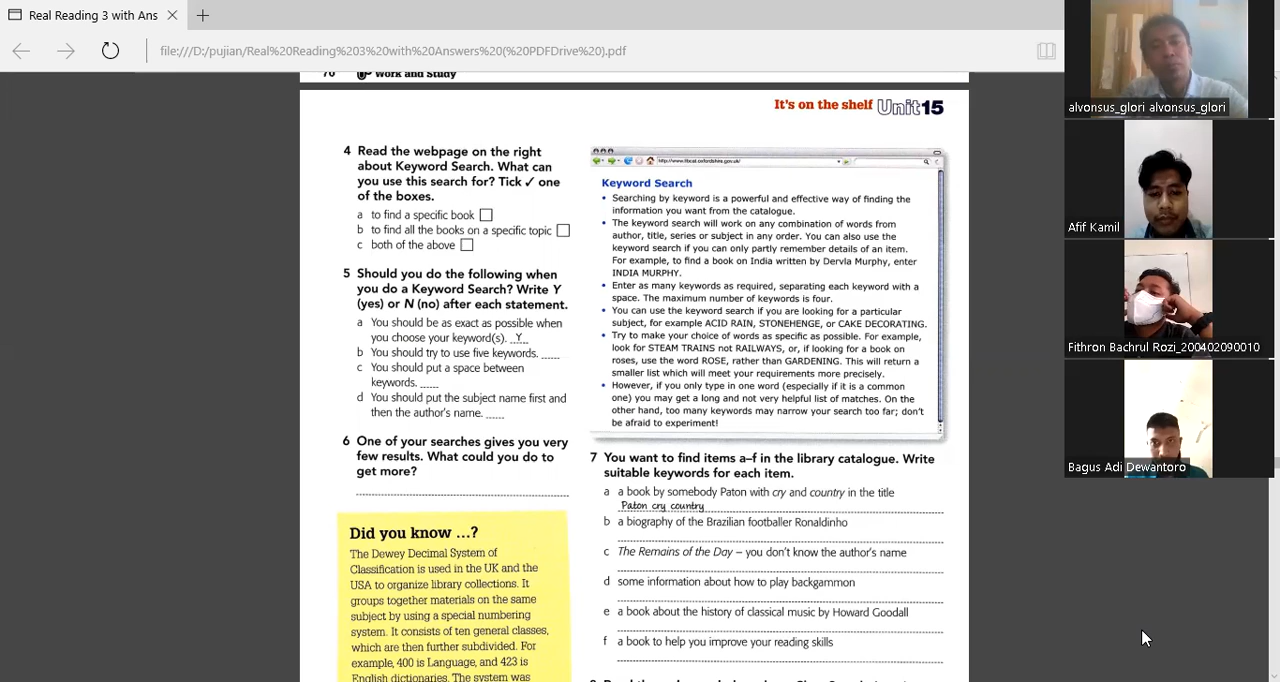 Real Reading 3 with Ans
file:///D:/pujian/Real%20Reading%203%20with%20Answers%20(%20PDFDrive%20).pdf
70 Work and Study
It's on the shelf Unit15
4 Read the webpage on the right
about Keyword Search. What can
you use this search for? Tick ✓ one
of the boxes.
a to find a specific book
b to find all the books on a specific topic
c both of the above
5 Should you do the following when
you do a Keyword Search? Write Y
(yes) or N (no) after each statement.
a You should be as exact as possible when
you choose your keyword(s). ..Y..
b You should try to use five keywords. ......
c You should put a space between
keywords. ......
d You should put the subject name first and
then the author's name. ......
6 One of your searches gives you very
few results. What could you do to
get more?
Did you know ...?
The Dewey Decimal System of
Classification is used in the UK and the
USA to organize library collections. It
groups together materials on the same
subject by using a special numbering
system. It consists of ten general classes,
which are then further subdivided. For
example, 400 is Language, and 423 is
English dictionaries. The system was
http://www.libcat.oxfordshire.gov.uk/
Keyword Search
• Searching by keyword is a powerful and effective way of finding the
information you want from the catalogue.
• The keyword search will work on any combination of words from
author, title, series or subject in any order. You can also use the
keyword search if you can only partly remember details of an item.
For example, to find a book on India written by Dervla Murphy, enter
INDIA MURPHY.
• Enter as many keywords as required, separating each keyword with a
space. The maximum number of keywords is four.
• You can use the keyword search if you are looking for a particular
subject, for example ACID RAIN, STONEHENGE, or CAKE DECORATING.
• Try to make your choice of words as specific as possible. For example,
look for STEAM TRAINS not RAILWAYS, or, if looking for a book on
roses, use the word ROSE, rather than GARDENING. This will return a
smaller list which will meet your requirements more precisely.
• However, if you only type in one word (especially if it is a common
one) you may get a long and not very helpful list of matches. On the
other hand, too many keywords may narrow your search too far; don't
be afraid to experiment!
7 You want to find items a–f in the library catalogue. Write
suitable keywords for each item.
a a book by somebody Paton with cry and country in the title
Paton cry country
b a biography of the Brazilian footballer Ronaldinho
c The Remains of the Day – you don't know the author's name
d some information about how to play backgammon
e a book about the history of classical music by Howard Goodall
f a book to help you improve your reading skills
alvonsus_glori alvonsus_glori
Afif Kamil
Fithron Bachrul Rozi_200402090010
Bagus Adi Dewantoro